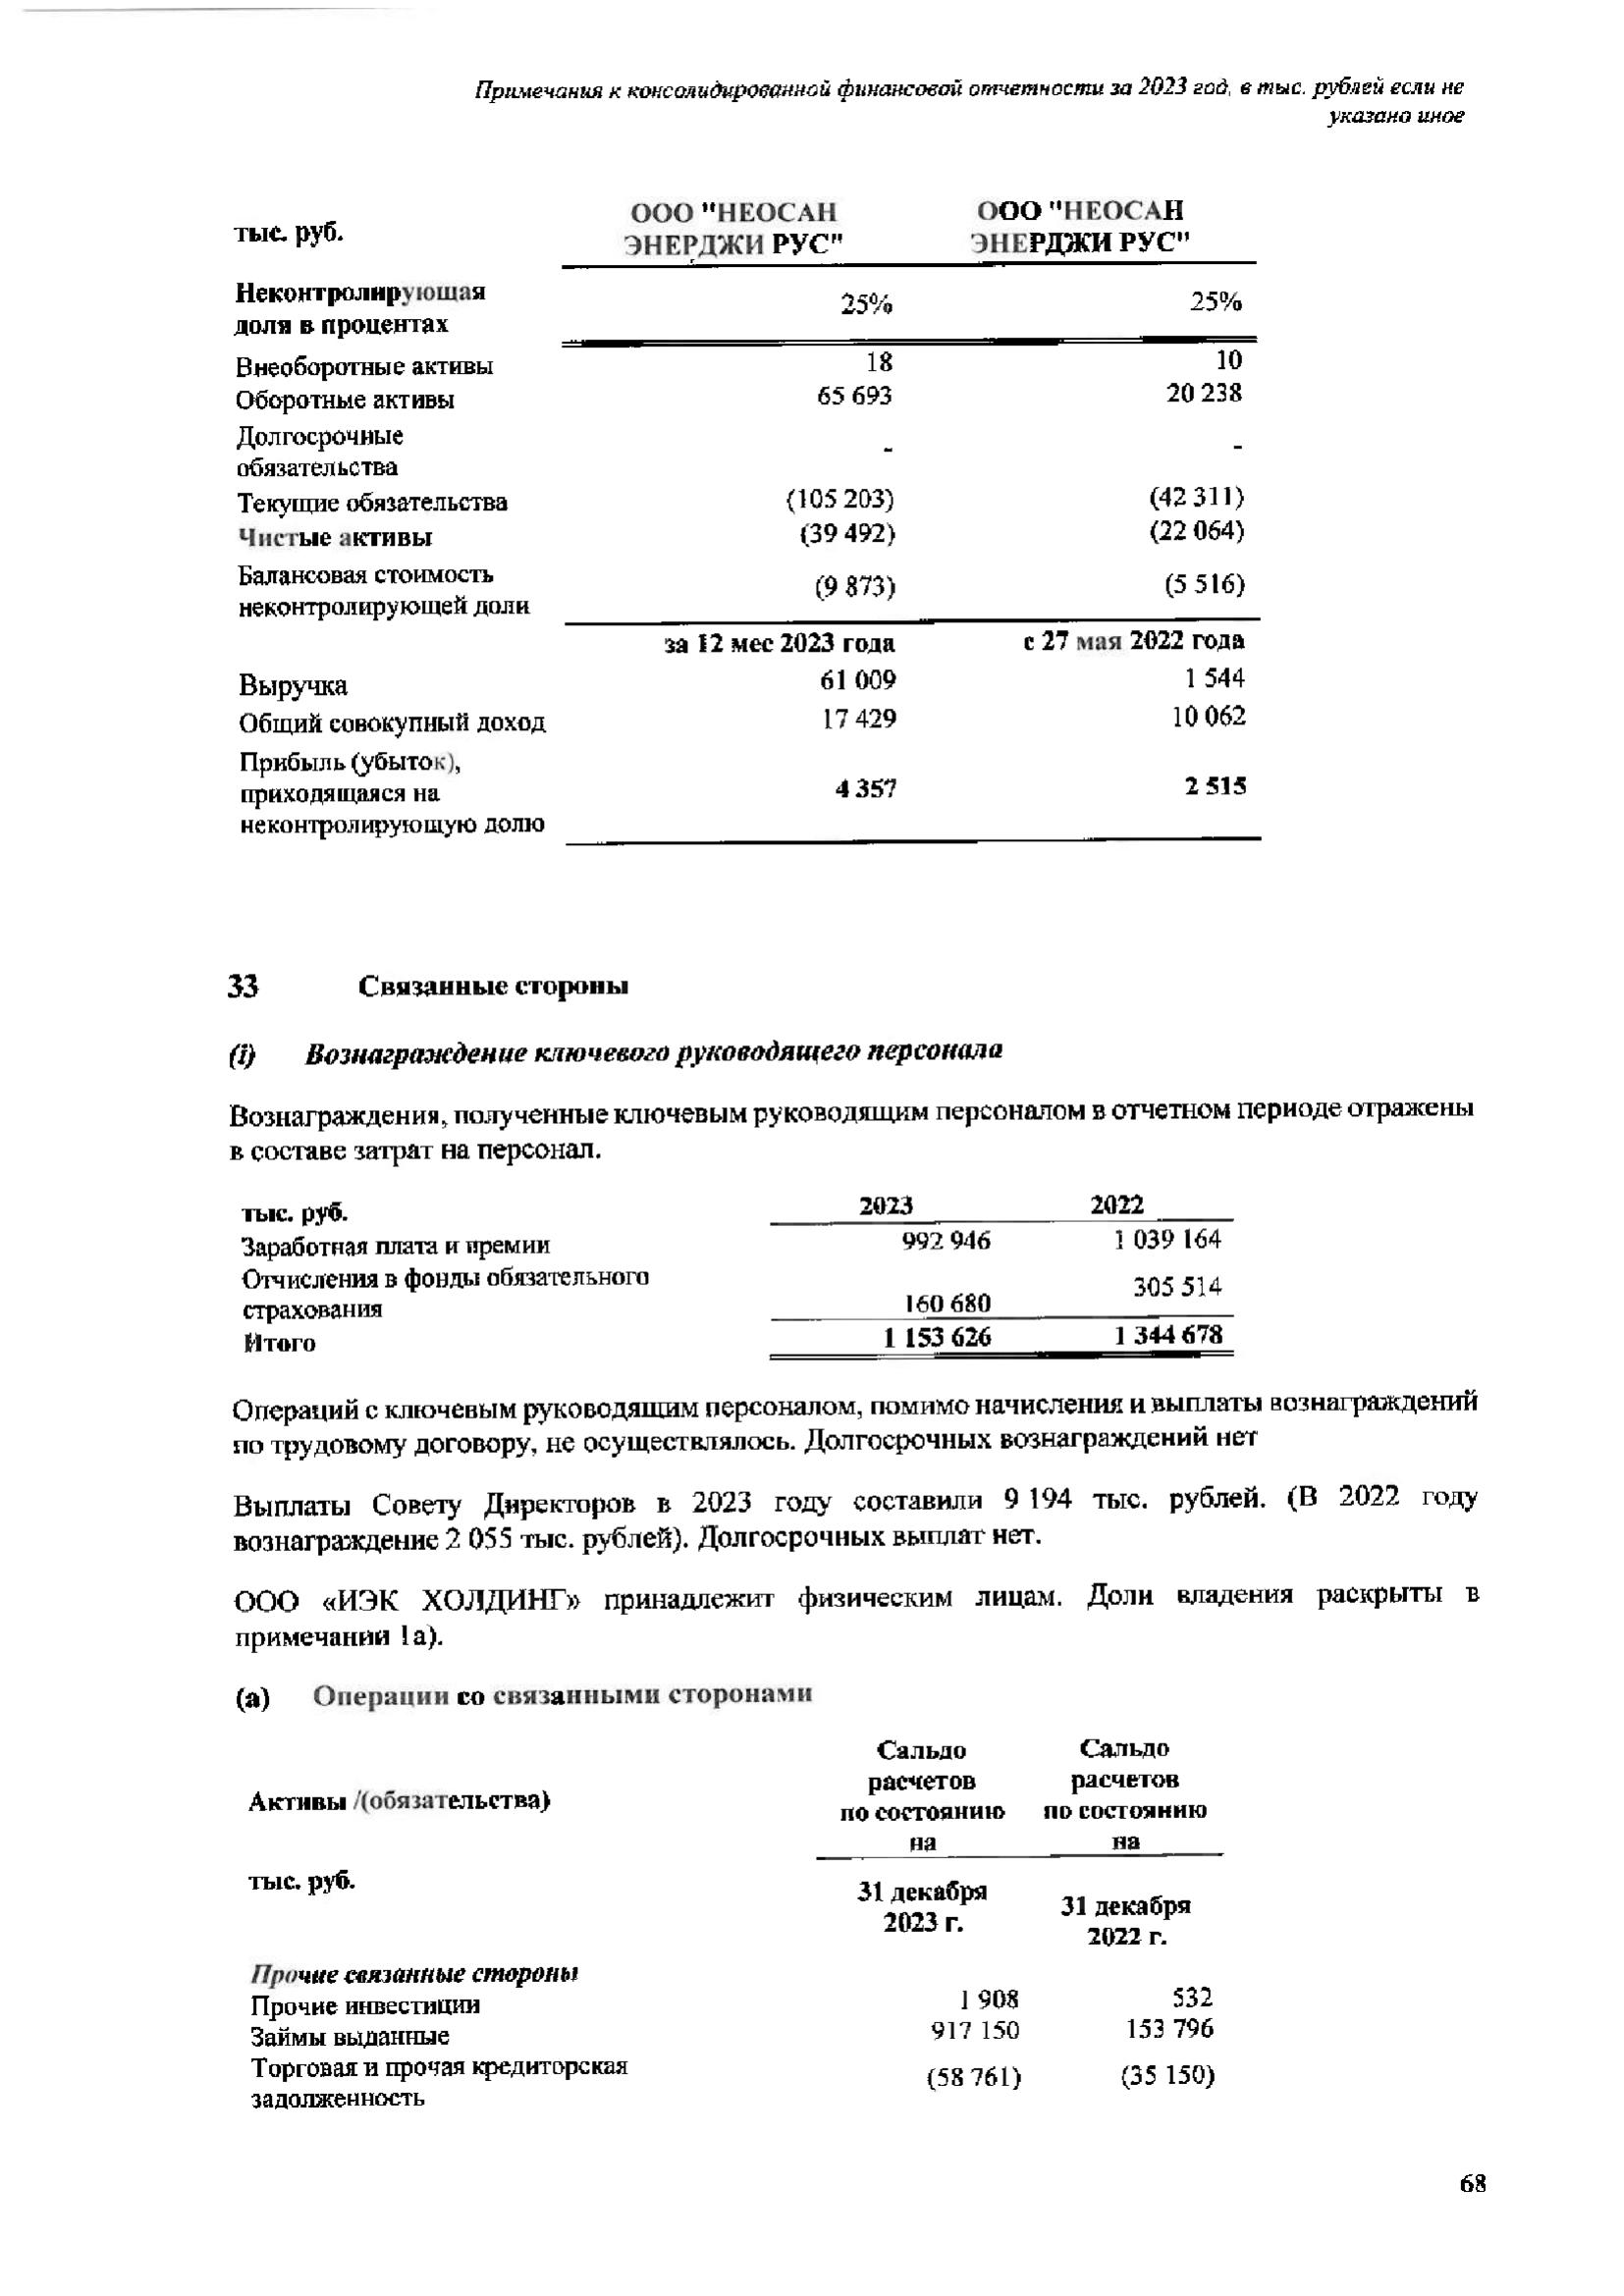 Примечания к консолидированной финансовой отчетности за 2023 год, в тыс. рублей если не
указано иное
тыс. руб. ООО "НЕОСАН ЭНЕРДЖИ РУС" ООО "НЕОСАН ЭНЕРДЖИ РУС"
Неконтролирующая
доля в процентах 25% 25%
Внеоборотные активы 18 10
Оборотные активы 65 693 20 238
Долгосрочные
обязательства - -
Текущие обязательства (105 203) (42 311)
Чистые активы (39 492) (22 064)
Балансовая стоимость
неконтролирующей доли (9 873) (5 516)
за 12 мес 2023 года с 27 мая 2022 года
Выручка 61 009 1 544
Общий совокупный доход 17 429 10 062
Прибыль (убыток),
приходящаяся на 4 357 2 515
неконтролирующую долю
33 Связанные стороны
(i) Вознаграждение ключевого руководящего персонала
Вознаграждения, полученные ключевым руководящим персоналом в отчетном периоде отражены
в составе затрат на персонал.
тыс. руб. 2023 2022
Заработная плата и премии 992 946 1 039 164
Отчисления в фонды обязательного
страхования 160 680 305 514
Итого 1 153 626 1 344 678
Операций с ключевым руководящим персоналом, помимо начисления и выплаты вознаграждений
по трудовому договору, не осуществлялось. Долгосрочных вознаграждений нет
Выплаты Совету Директоров в 2023 году составили 9 194 тыс. рублей. (В 2022 году
вознаграждение 2 055 тыс. рублей). Долгосрочных выплат нет.
ООО «ИЭК ХОЛДИНГ» принадлежит физическим лицам. Доли владения раскрыты в
примечании 1а).
(а) Операции со связанными сторонами
Активы /(обязательства)
Сальдо Сальдо
расчетов расчетов
по состоянию по состоянию
на на
тыс. руб.
31 декабря 31 декабря
2023 г. 2022 г.
Прочие связанные стороны
Прочие инвестиции 1 908 532
Займы выданные 917 150 153 796
Торговая и прочая кредиторская
задолженность (58 761) (35 150)
68